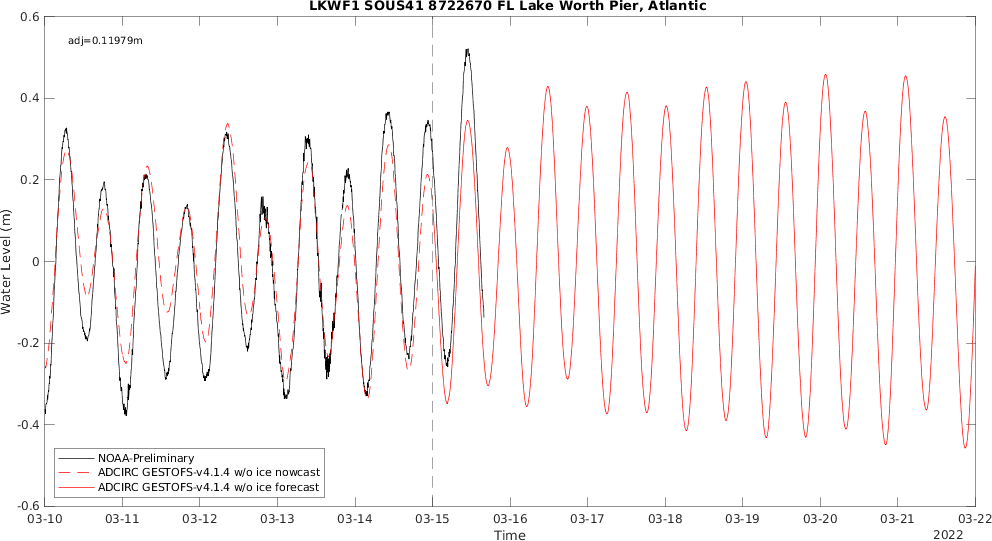 LKWF1 SOUS41 8722670 FL Lake Worth Pier, Atlantic
adj=0.11979m
0.6
0.4
0.2
0
-0.2
-0.4
-0.6
Water Level (m)
NOAA-Preliminary
ADCIRC GESTOFS-v4.1.4 w/o ice nowcast
ADCIRC GESTOFS-v4.1.4 w/o ice forecast
03-10 03-11 03-12 03-13 03-14 03-15 03-16 03-17 03-18 03-19 03-20 03-21 03-22
Time
2022